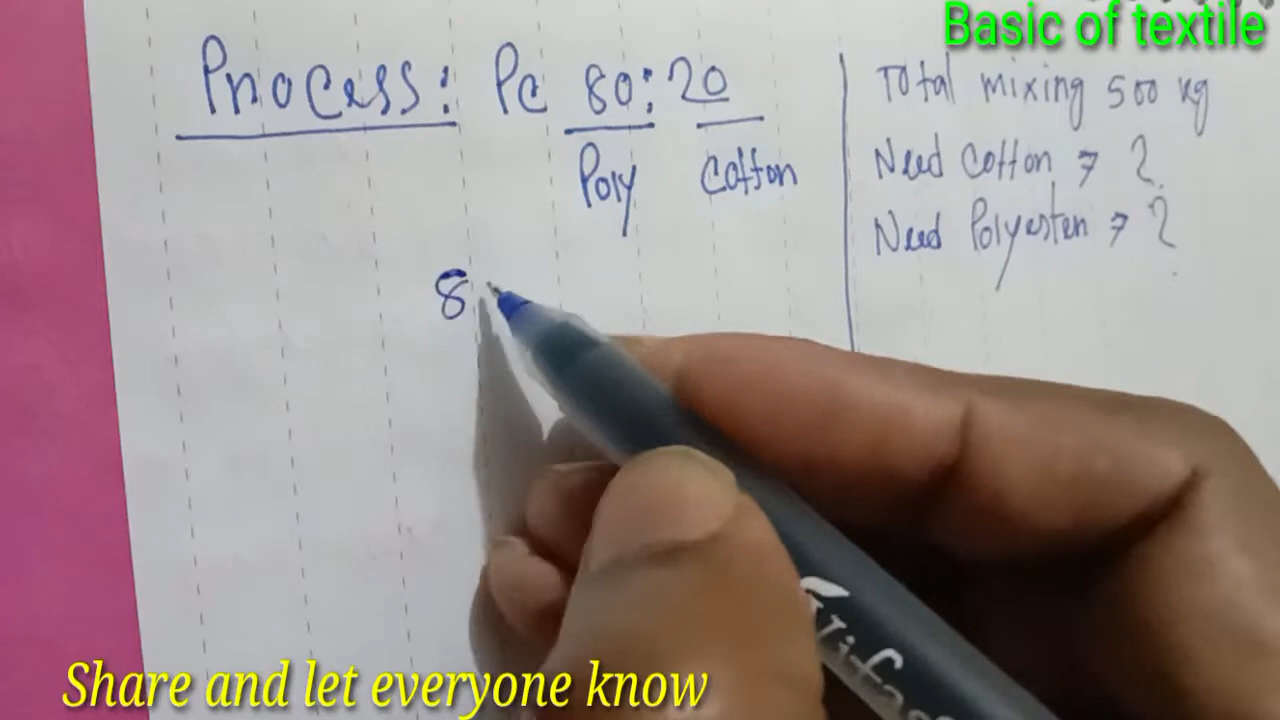 Basic of textile
Process: PC 80:20
Poly Cotton
Total mixing 500 kg
Need Cotton → ?
Need Polyester → ?
8
Share and let everyone know